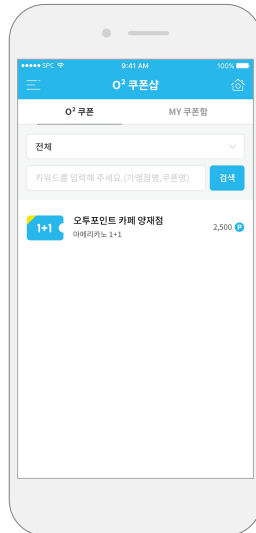 SPC 9:41 AM 100%
O² 쿠폰샵
O² 쿠폰 MY 쿠폰함
전체
키워드를 입력해 주세요.(가맹점명,쿠폰명) 검색
1+1 오투포인트 카페 양재점 2,500 P
아메리카노 1+1